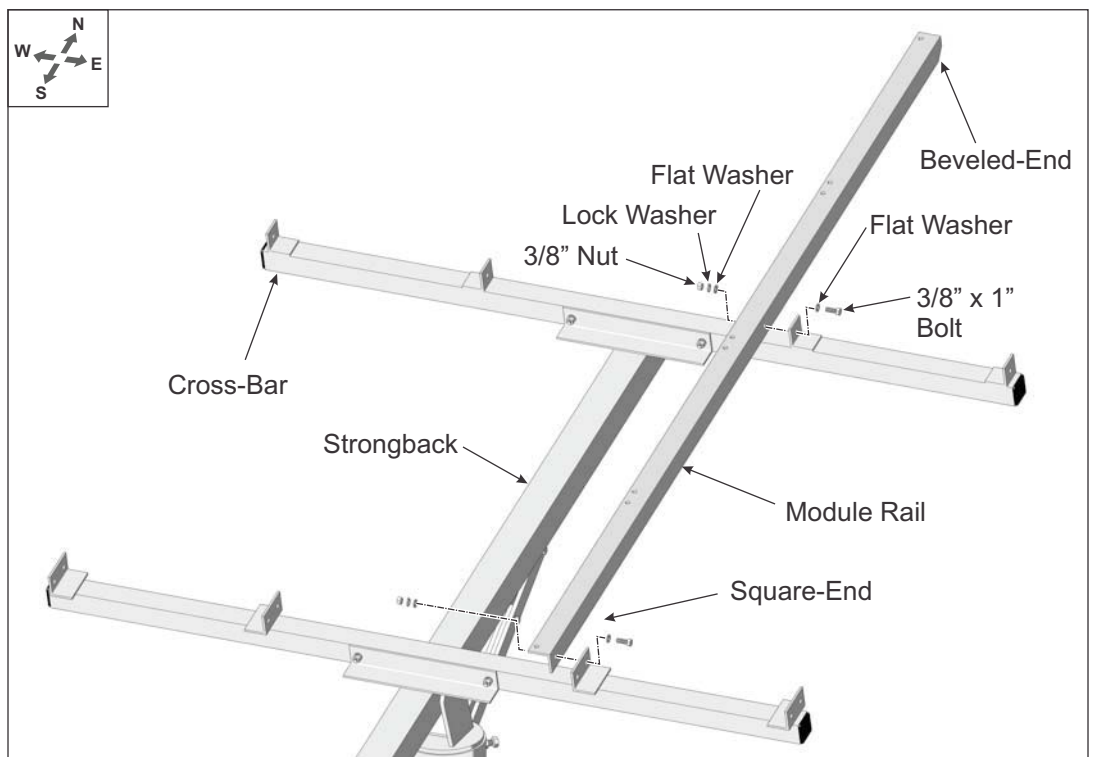 N
W
E
S
Beveled-End
Flat Washer
Lock Washer
Flat Washer
3/8” Nut
3/8” x 1”
Bolt
Cross-Bar
Strongback
Module Rail
Square-End